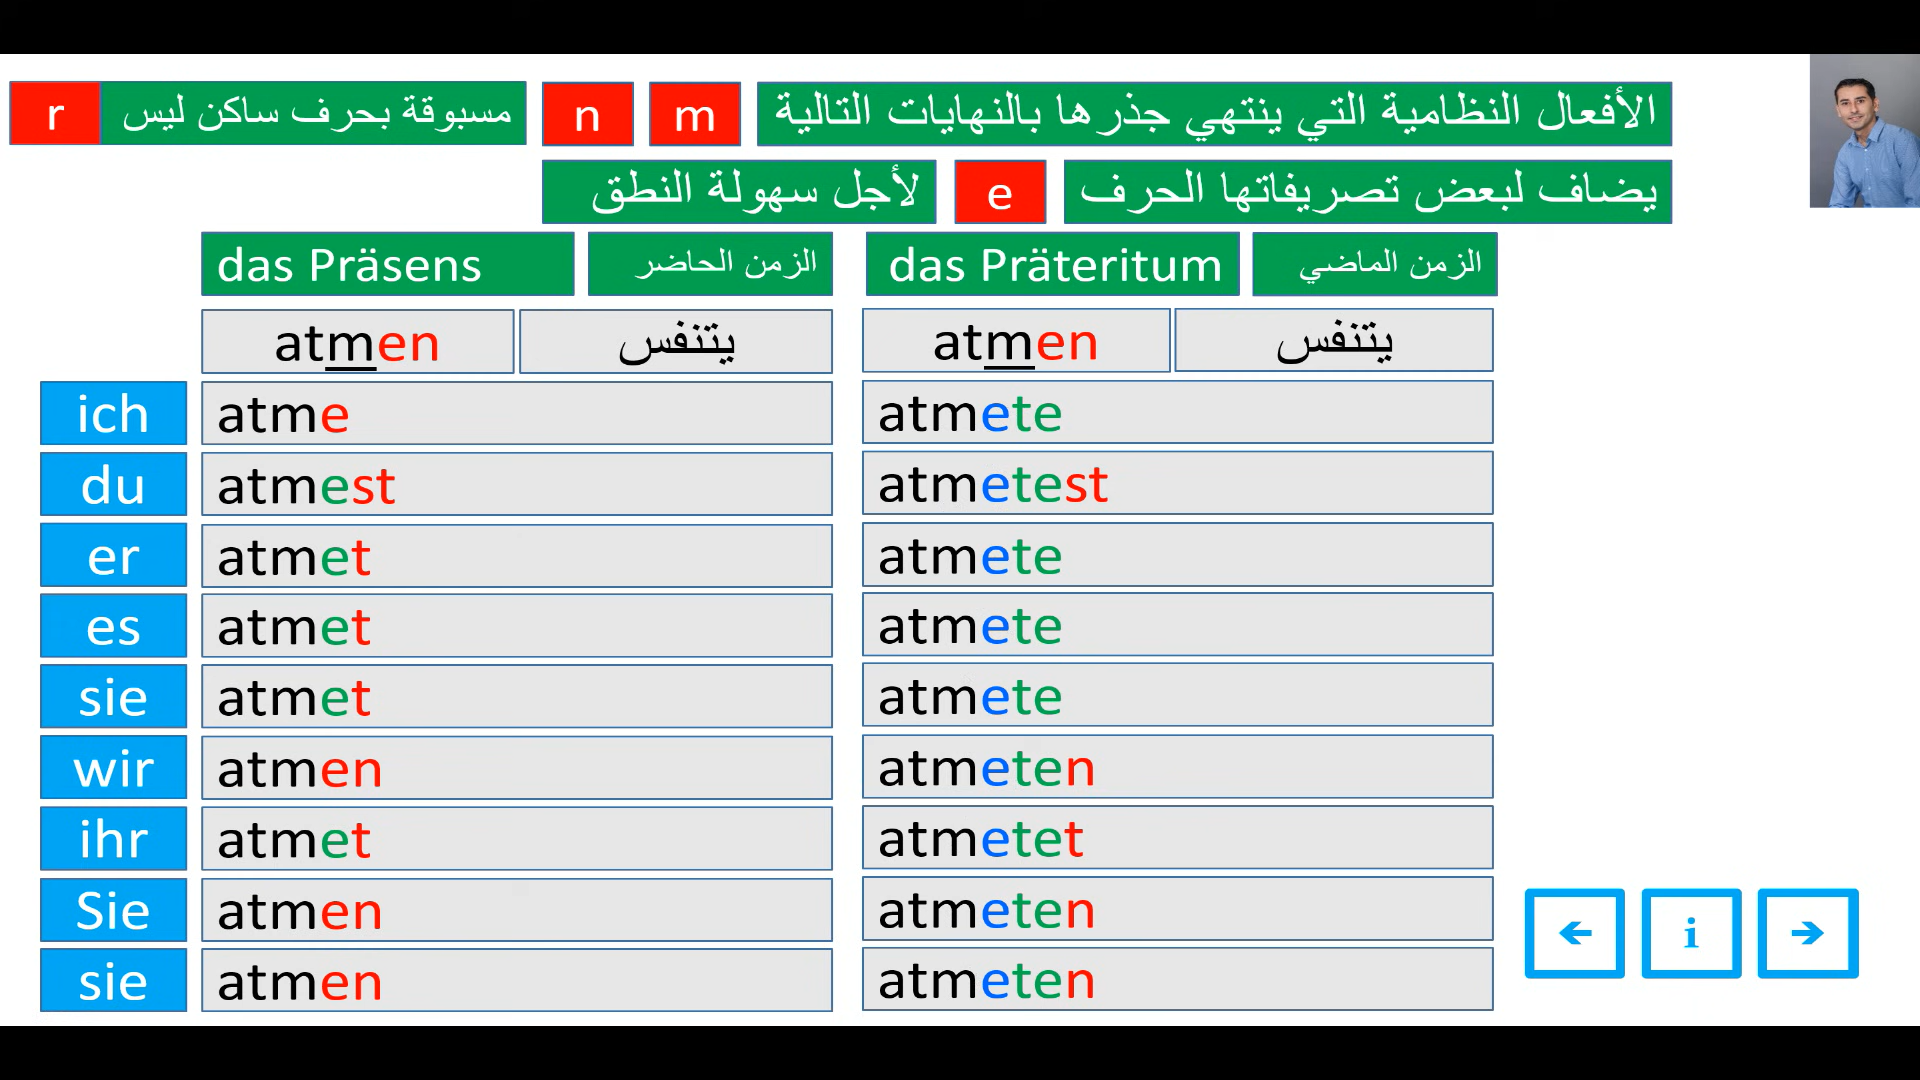 الأفعال النظامية التي ينتهي جذرها بالنهايات التالية m n مسبوقة بحرف ساكن ليس r
يضاف لبعض تصريفاتها الحرف e لأجل سهولة النطق
das Präsens الزمن الحاضر das Präteritum الزمن الماضي
atmen يتنفس atmen يتنفس
ich atme atmete
du atmest atmetest
er atmet atmete
es atmet atmete
sie atmet atmete
wir atmen atmeten
ihr atmet atmetet
Sie atmen atmeten
sie atmen atmeten
i